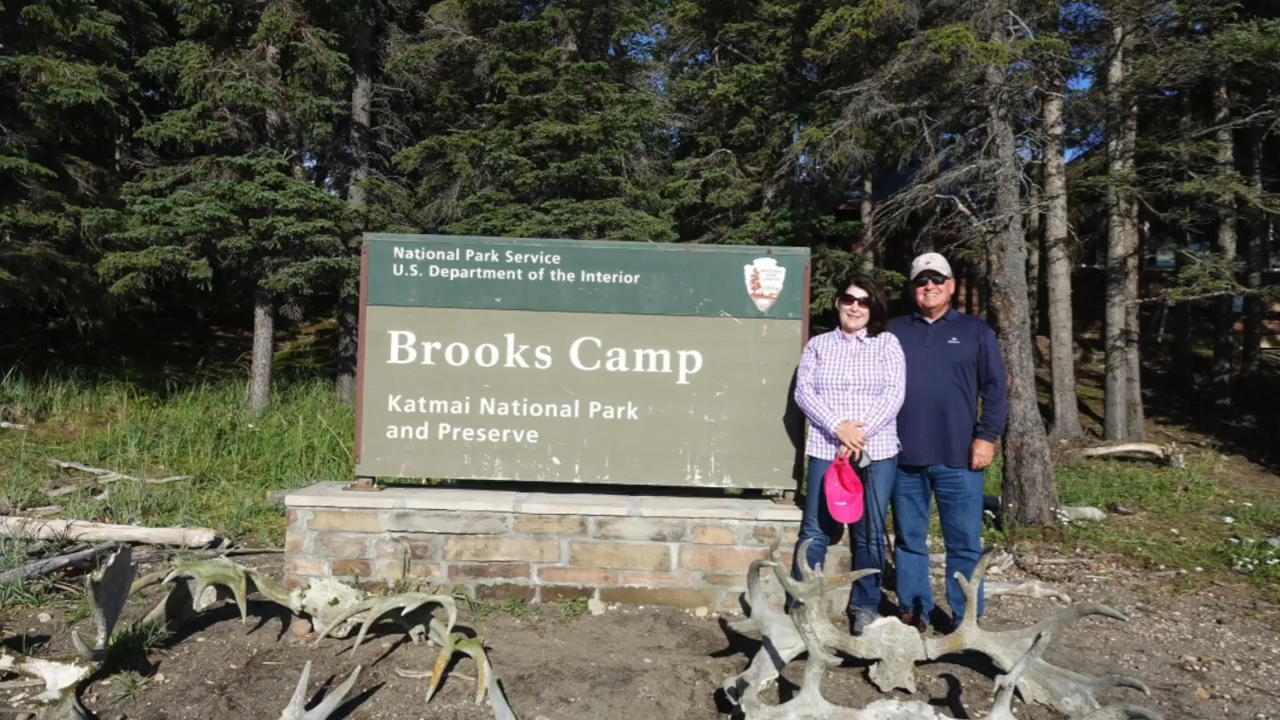 National Park Service
U.S. Department of the Interior
Brooks Camp
Katmai National Park
and Preserve